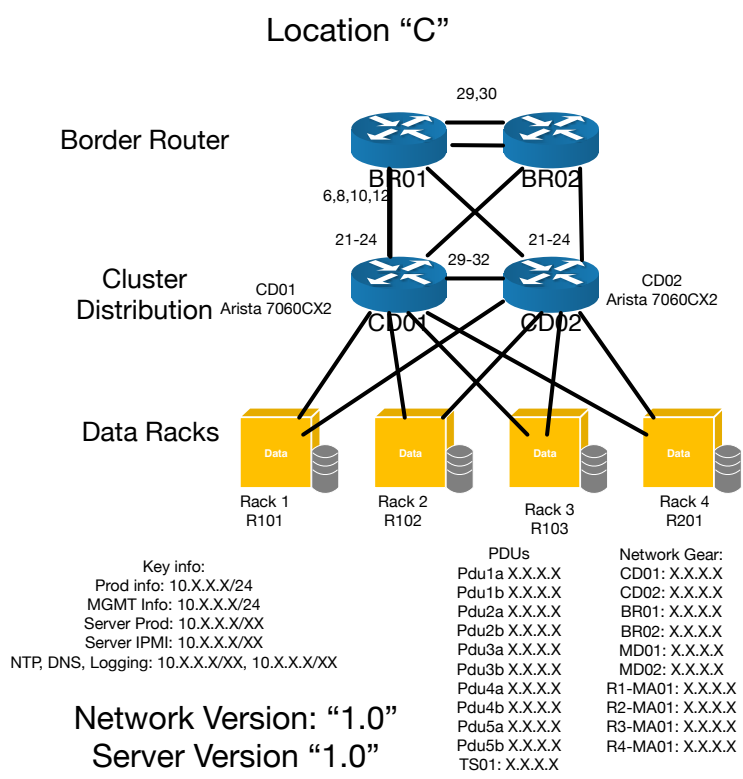 Location “C”
29,30
Border Router
BR01
BR02
6,8,10,12
21-24
21-24
29-32
Cluster
Distribution
CD01
Arista 7060CX2
CD02
Arista 7060CX2
CD01
CD02
Data Racks
Data
Data
Data
Data
Rack 1
R101
Rack 2
R102
Rack 3
R103
Rack 4
R201
Key info:
Prod info: 10.X.X.X/24
MGMT Info: 10.X.X.X/24
Server Prod: 10.X.X.X/XX
Server IPMI: 10.X.X.X/XX
NTP, DNS, Logging: 10.X.X.X/XX, 10.X.X.X/XX
PDUs
Pdu1a X.X.X.X
Pdu1b X.X.X.X
Pdu2a X.X.X.X
Pdu2b X.X.X.X
Pdu3a X.X.X.X
Pdu3b X.X.X.X
Pdu4a X.X.X.X
Pdu4b X.X.X.X
Pdu5a X.X.X.X
Pdu5b X.X.X.X
TS01: X.X.X.X
Network Gear:
CD01: X.X.X.X
CD02: X.X.X.X
BR01: X.X.X.X
BR02: X.X.X.X
MD01: X.X.X.X
MD02: X.X.X.X
R1-MA01: X.X.X.X
R2-MA01: X.X.X.X
R3-MA01: X.X.X.X
R4-MA01: X.X.X.X
Network Version: “1.0”
Server Version “1.0”